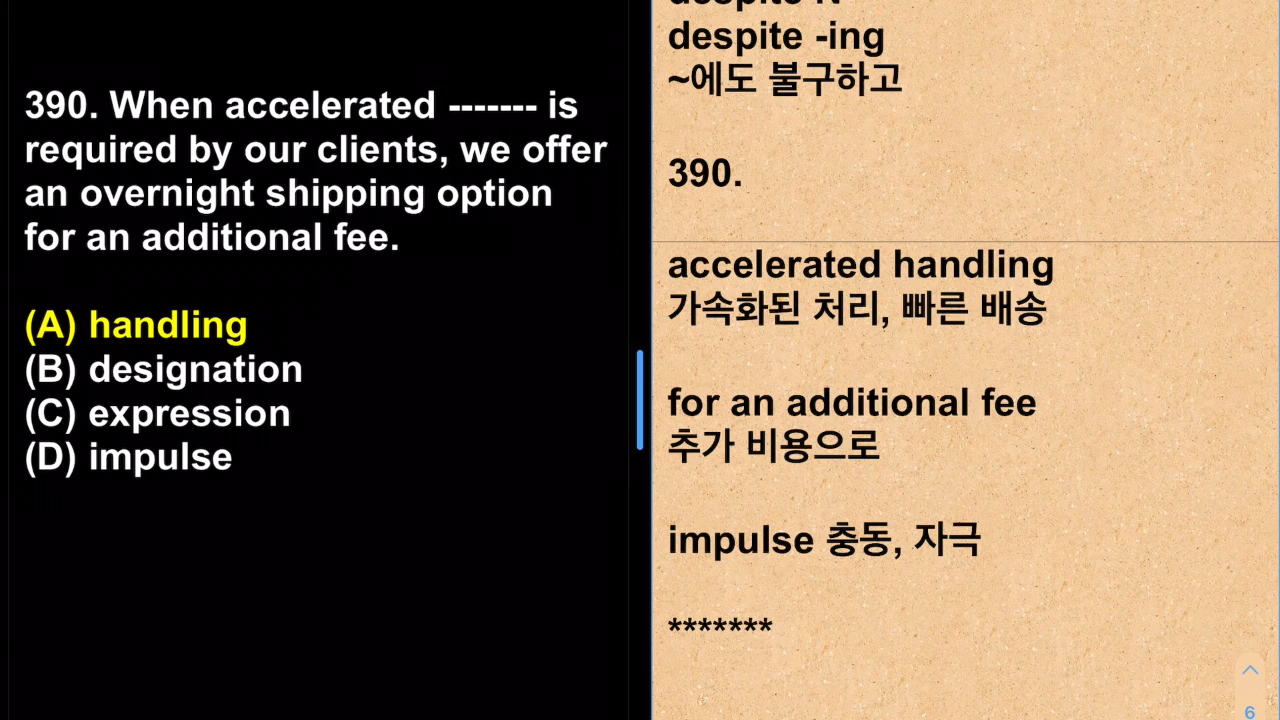 390. When accelerated ------- is
required by our clients, we offer
an overnight shipping option
for an additional fee.
(A) handling
(B) designation
(C) expression
(D) impulse
despite N
despite -ing
~에도 불구하고
390.
accelerated handling
가속화된 처리, 빠른 배송
for an additional fee
추가 비용으로
impulse 충동, 자극
*******
6